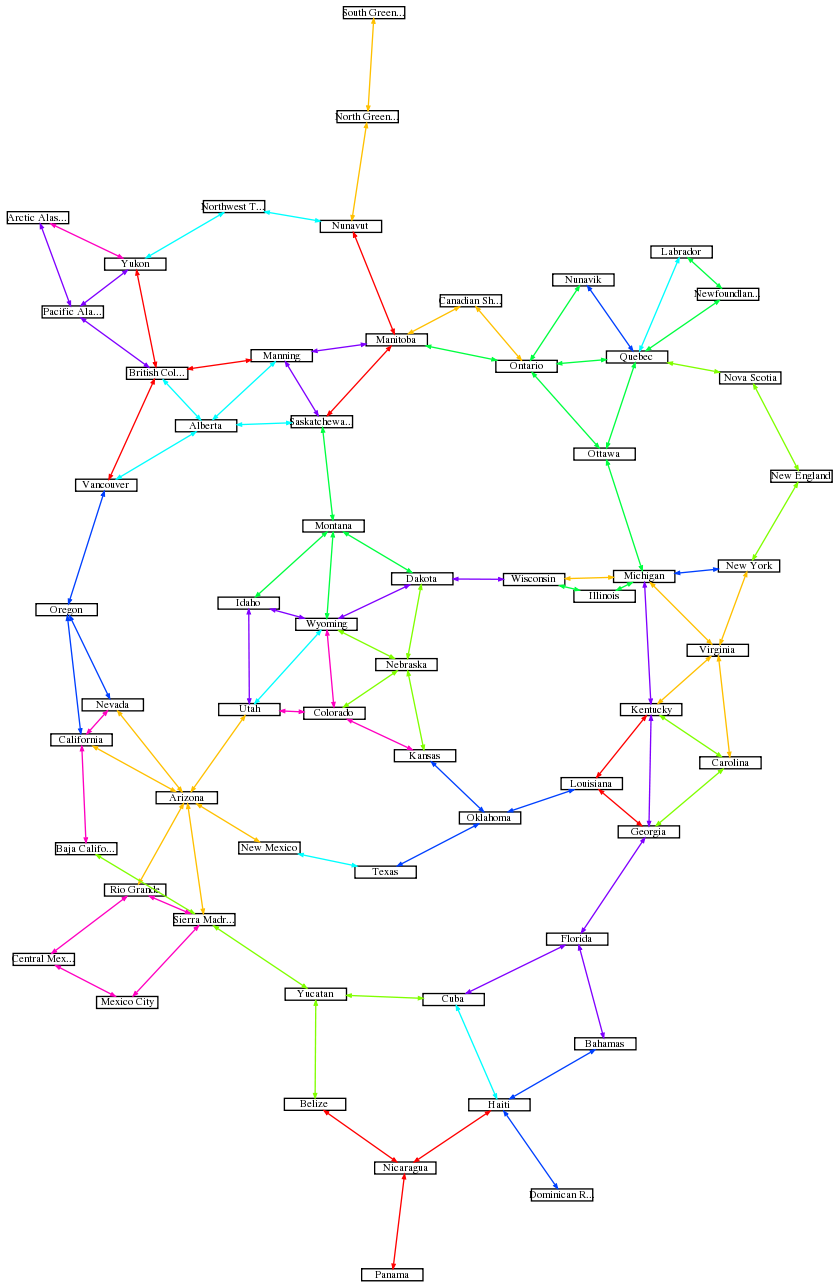 South Green...
North Green...
Northwest T...
Arctic Alas...
Nunavut
Labrador
Yukon
Nunavik
Newfoundlan...
Canadian Sh...
Pacific Ala...
Manitoba
Manning
Quebec
Ontario
British Col...
Nova Scotia
Saskatchewa...
Alberta
Ottawa
New England
Vancouver
Montana
New York
Michigan
Dakota
Wisconsin
Illinois
Idaho
Oregon
Wyoming
Virginia
Nebraska
Nevada
Utah
Kentucky
Colorado
California
Kansas
Carolina
Louisiana
Arizona
Oklahoma
Georgia
New Mexico
Baja Califo...
Texas
Rio Grande
Sierra Madr...
Florida
Central Mex...
Yucatan
Cuba
Mexico City
Bahamas
Belize
Haiti
Nicaragua
Dominican R...
Panama